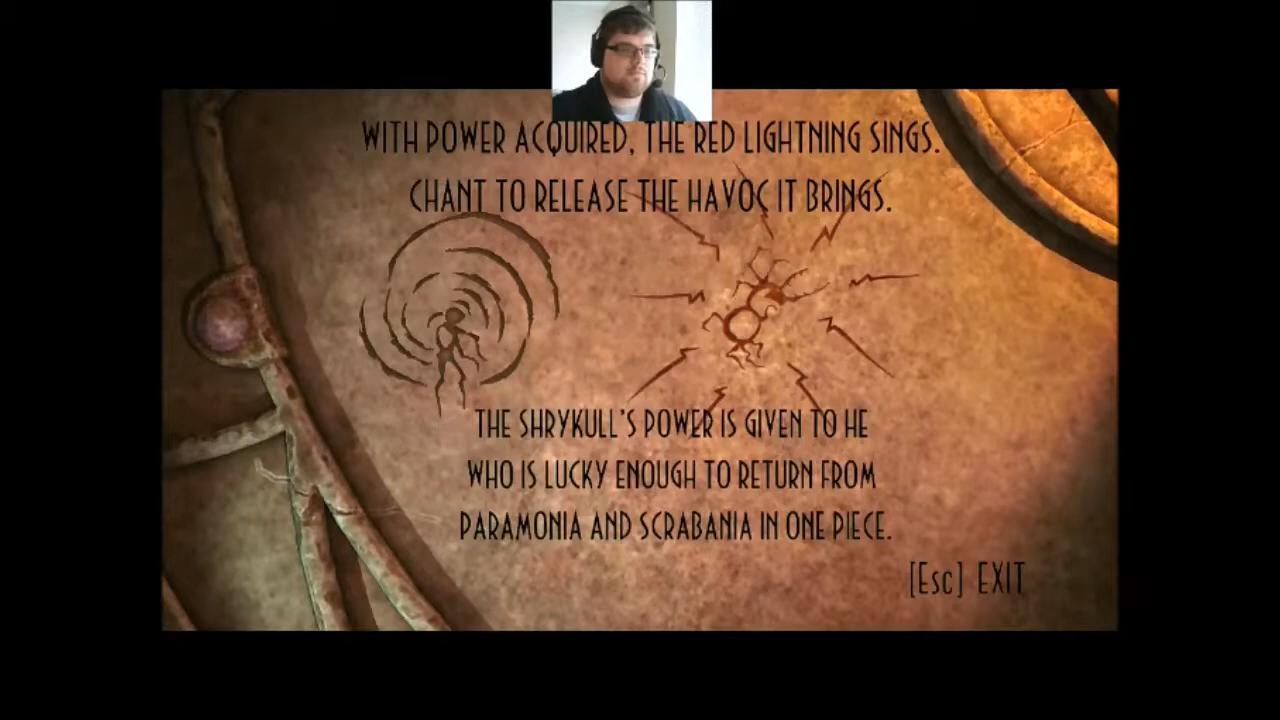 WITH POWER ACQUIRED, THE RED LIGHTNING SINGS.
CHANT TO RELEASE THE HAVOC IT BRINGS.
THE SHRYKULL'S POWER IS GIVEN TO HE
WHO IS LUCKY ENOUGH TO RETURN FROM
PARAMONIA AND SCRABANIA IN ONE PIECE.
[Esc] EXIT